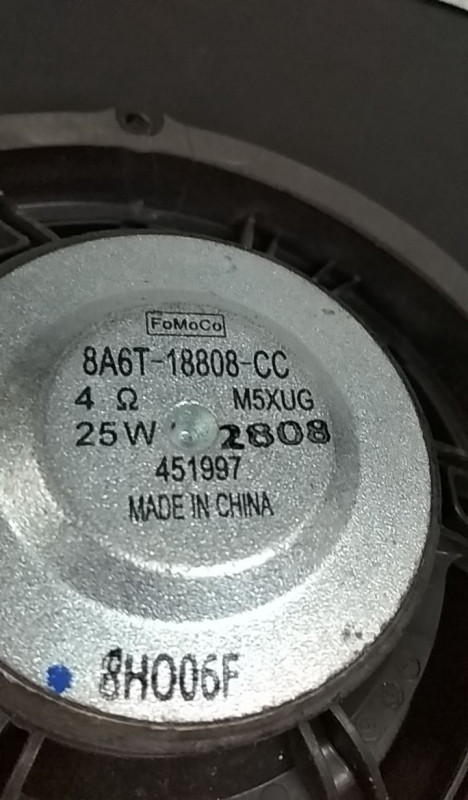 FoMoCo
8A6T-18808-CC
4 Ω M5XUG
25W 2808
451997
MADE IN CHINA
8H006F